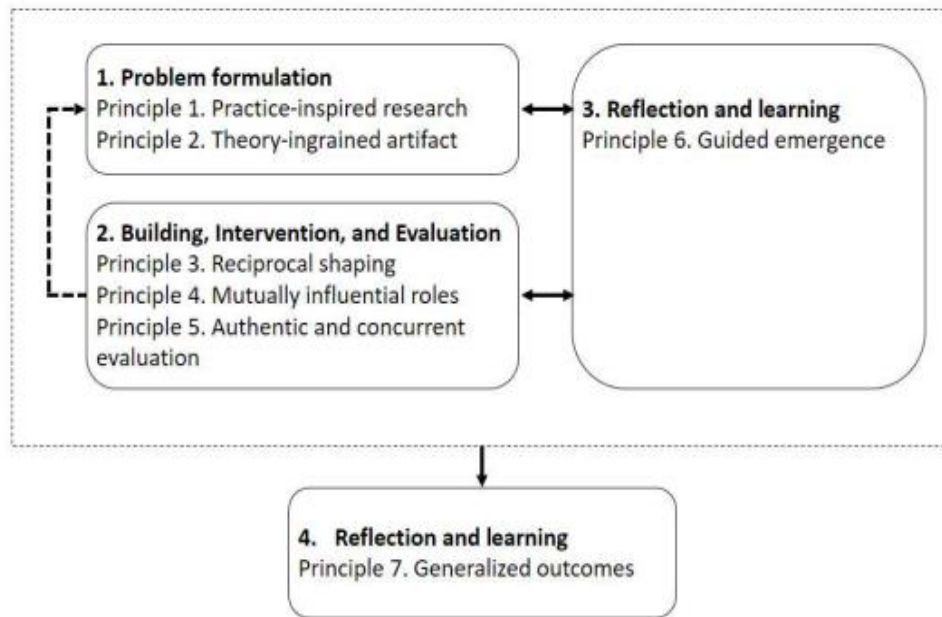 1. Problem formulation
Principle 1. Practice-inspired research
Principle 2. Theory-ingrained artifact
2. Building, Intervention, and Evaluation
Principle 3. Reciprocal shaping
Principle 4. Mutually influential roles
Principle 5. Authentic and concurrent
evaluation
3. Reflection and learning
Principle 6. Guided emergence
4. Reflection and learning
Principle 7. Generalized outcomes